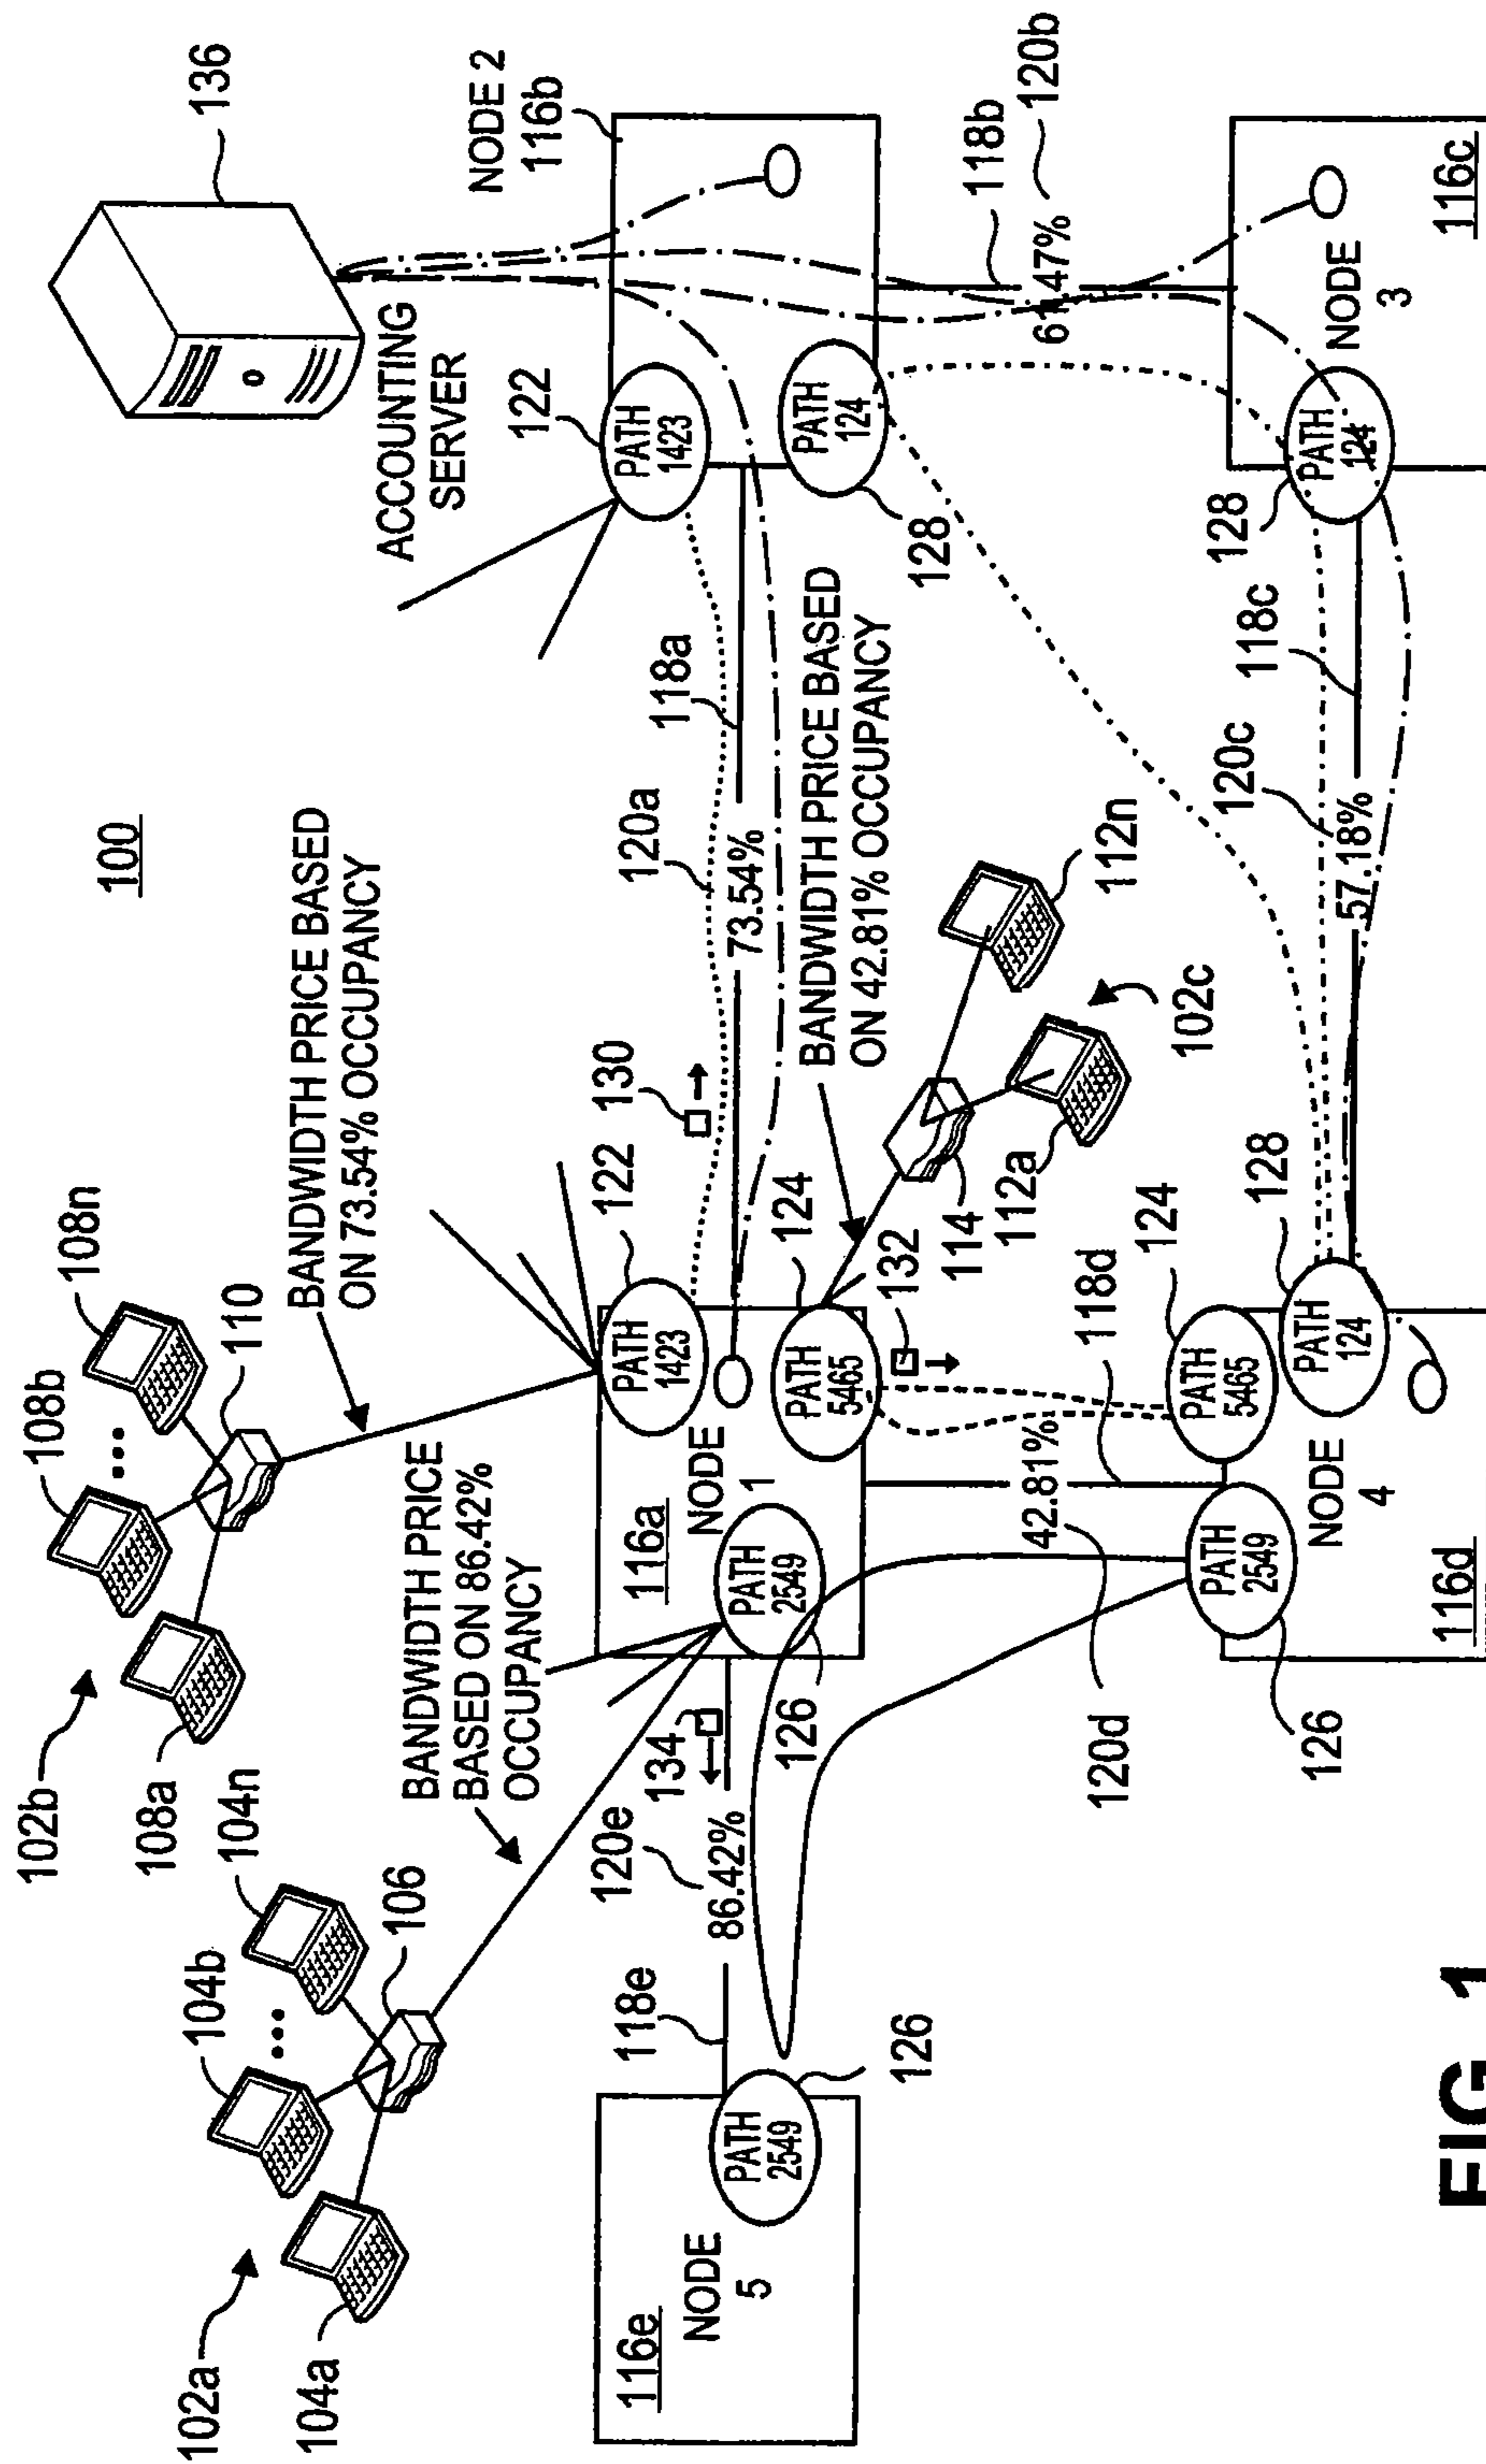 100
136
ACCOUNTING
SERVER
102b
108a
108b
108n
110
BANDWIDTH PRICE BASED
ON 73.54% OCCUPANCY
102a
104a
104b
104n
106
BANDWIDTH PRICE
BASED ON 86.42%
OCCUPANCY
NODE 2
116b
122
PATH
1423
PATH
124
128
116e
NODE
5
PATH
2549
126
118e
120e
86.42%
134
116a
NODE
1
PATH
2549
126
PATH
1423
122
PATH
5465
124
130
120a
73.54%
118a
BANDWIDTH PRICE BASED
ON 42.81% OCCUPANCY
112n
112a
102c
114
132
118b
120b
47%
120d
42.81%
118d
PATH
2549
126
PATH
5465
124
PATH
124
128
NODE
4
116d
120c
57.18%
118c
PATH
124
128
NODE
3
116c
FIG. 1